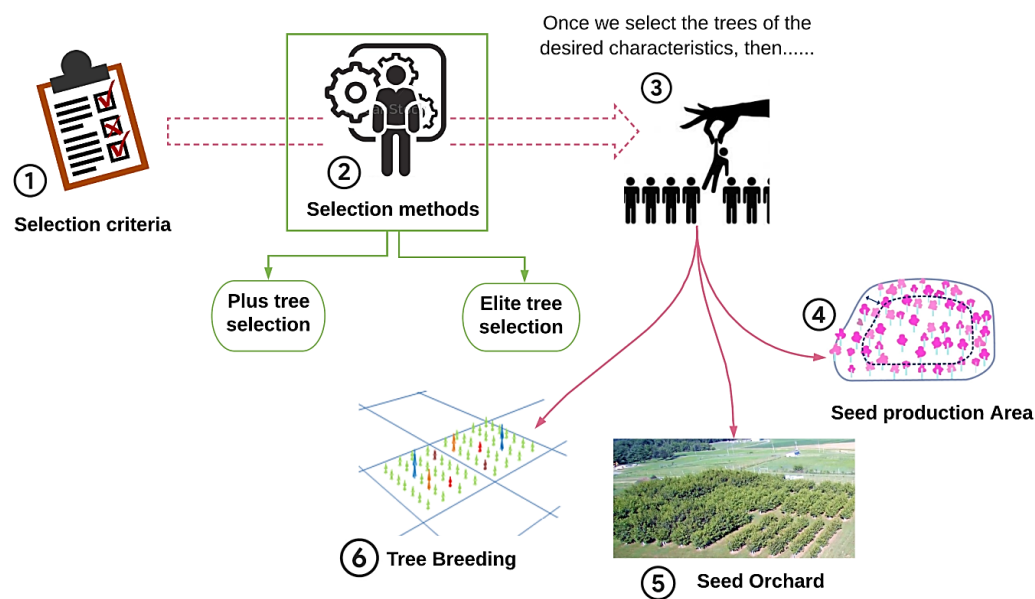 Once we select the trees of the
desired characteristics, then......
1
Selection criteria
2
Selection methods
3
Plus tree
selection
Elite tree
selection
4
Seed production Area
5
Seed Orchard
6
Tree Breeding